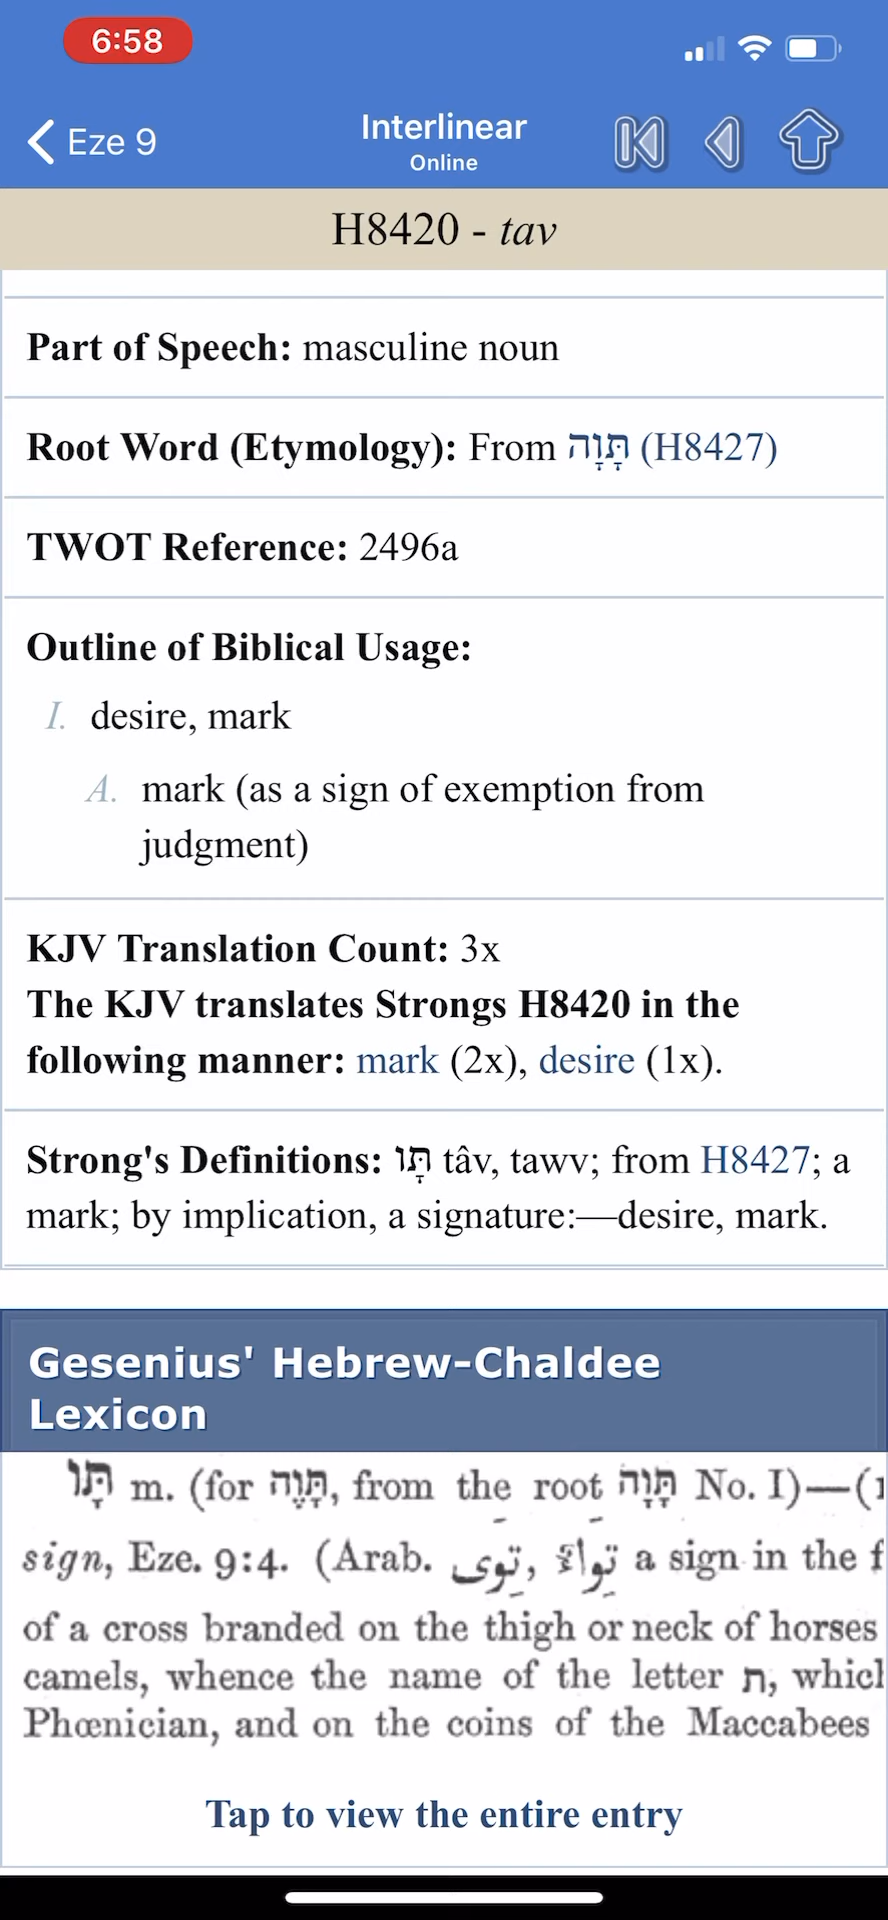 6:58
Eze 9
Interlinear
Online
H8420 - tav
Part of Speech: masculine noun
Root Word (Etymology): From תָּוָה (H8427)
TWOT Reference: 2496a
Outline of Biblical Usage:
I. desire, mark
A. mark (as a sign of exemption from
judgment)
KJV Translation Count: 3x
The KJV translates Strongs H8420 in the
following manner: mark (2x), desire (1x).
Strong's Definitions: תָּו tâv, tawv; from H8427; a
mark; by implication, a signature:—desire, mark.
Gesenius' Hebrew-Chaldee
Lexicon
תָּו m. (for תָּוֶה, from the root תָּוָה No. I)—(1
sign, Eze. 9:4. (Arab. تِوَى, تِوَاءٌ a sign in the f
of a cross branded on the thigh or neck of horses
camels, whence the name of the letter ת, whicl
Phœnician, and on the coins of the Maccabees
Tap to view the entire entry